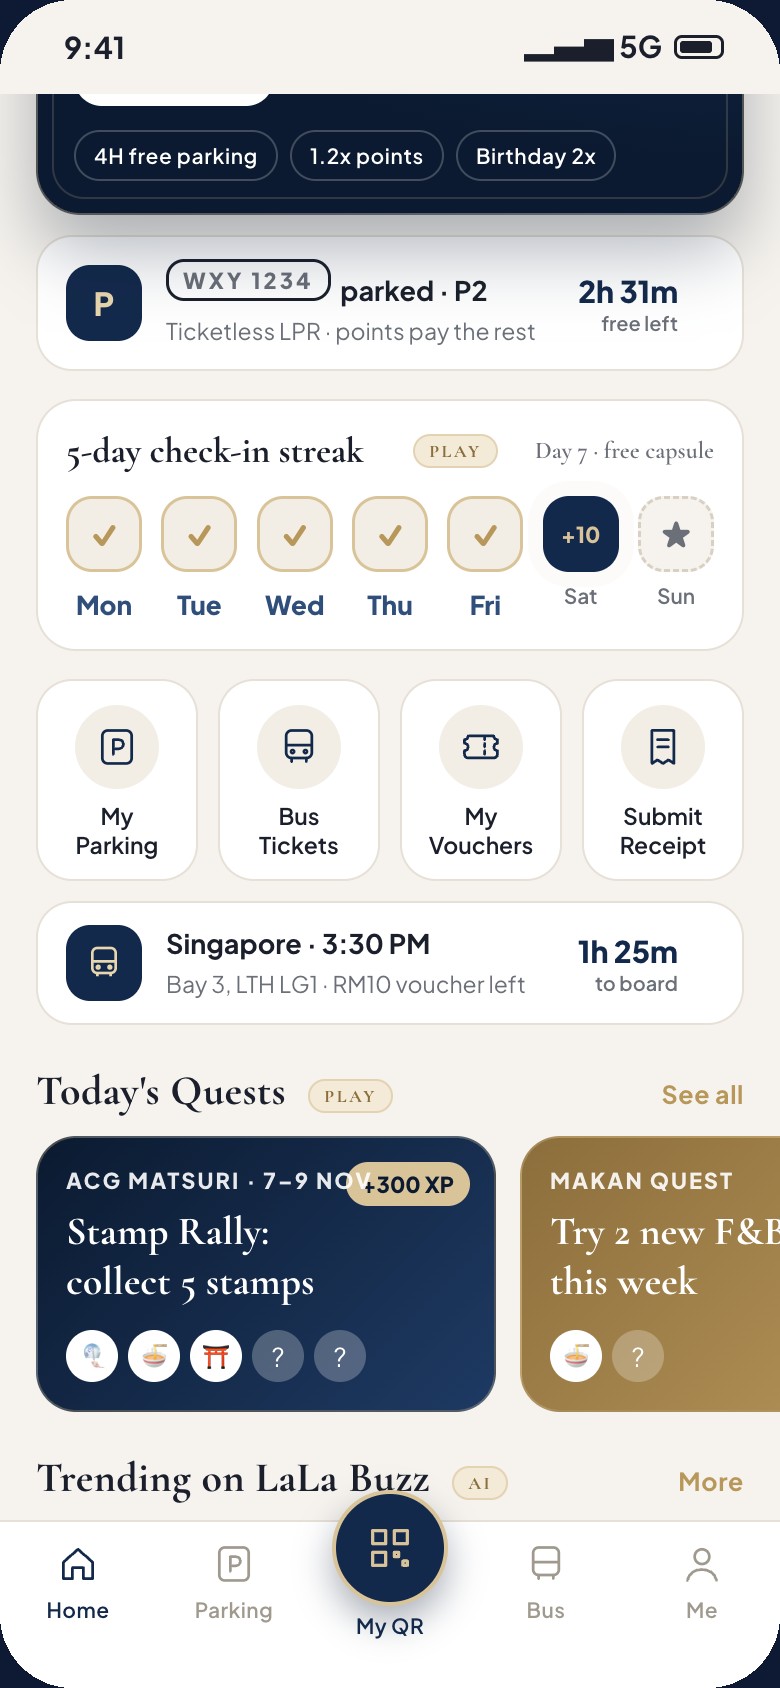 9:41
5G
4H free parking
1.2x points
Birthday 2x
P
WXY 1234 parked · P2
Ticketless LPR · points pay the rest
2h 31m
free left
5-day check-in streak
PLAY
Day 7 · free capsule
+10
Mon
Tue
Wed
Thu
Fri
Sat
Sun
P
My
Parking
Bus
Tickets
My
Vouchers
Submit
Receipt
Singapore · 3:30 PM
Bay 3, LTH LG1 · RM10 voucher left
1h 25m
to board
Today's Quests
PLAY
See all
ACG MATSURI · 7–9 NOV
+300 XP
Stamp Rally:
collect 5 stamps
?
?
MAKAN QUEST
Try 2 new F&B
this week
?
Trending on LaLa Buzz
AI
More
Home
P
Parking
My QR
Bus
Me